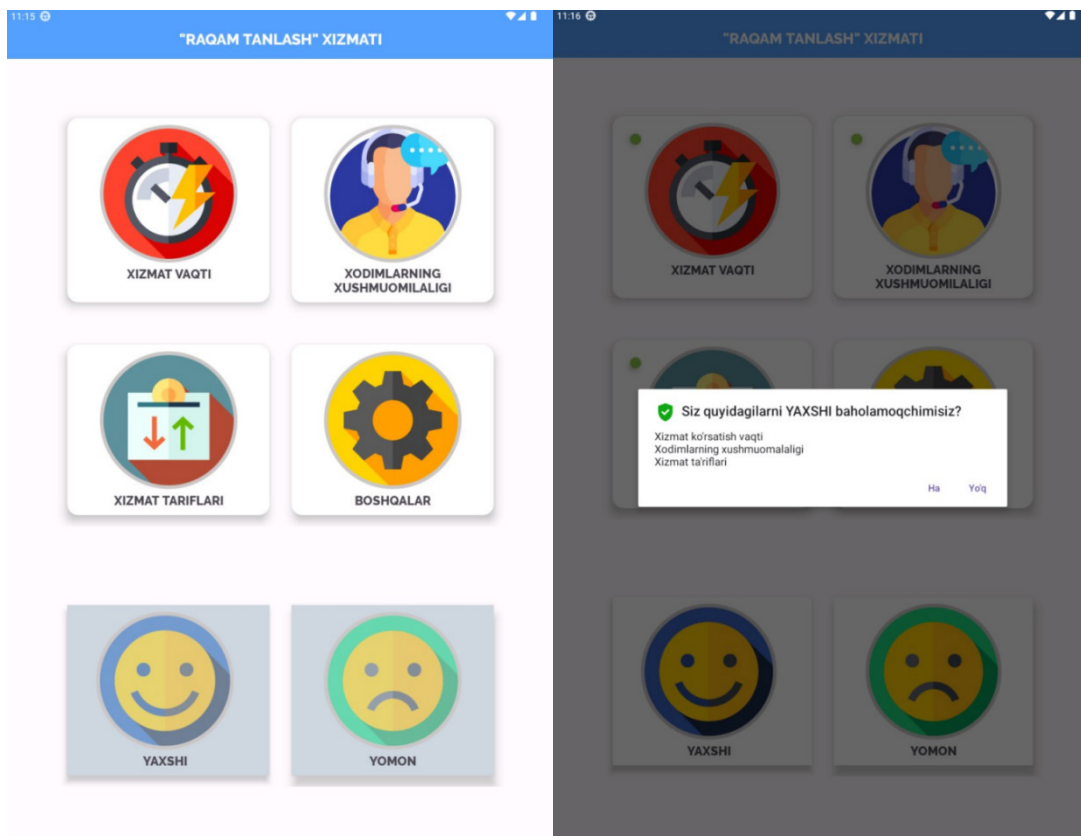 11:15
"RAQAM TANLASH" XIZMATI
XIZMAT VAQTI
XODIMLARNING
XUSHMUOMILALIGI
XIZMAT TARIFLARI
BOSHQALAR
YAXSHI
YOMON
11:16
"RAQAM TANLASH" XIZMATI
XIZMAT VAQTI
XODIMLARNING
XUSHMUOMILALIGI
Siz quyidagilarni YAXSHI baholamoqchimisiz?
Xizmat ko'rsatish vaqti
Xodimlarning xushmuomalaligi
Xizmat ta'riflari
Ha Yo'q
YAXSHI
YOMON